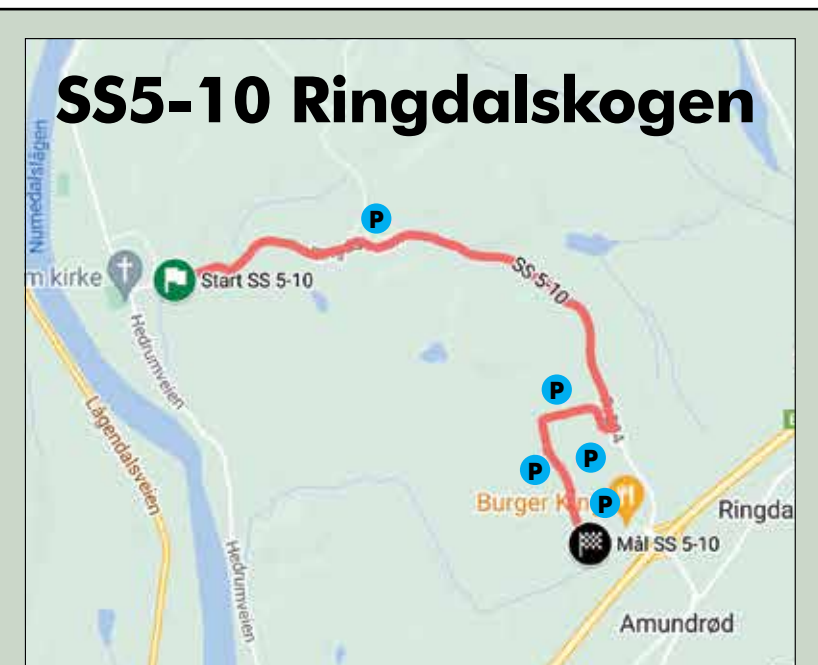 SS5-10 Ringdalskogen
Numedalslågen
P
m kirke
Start SS 5-10
SS 5-10
Hedrumveien
P
Lågendalsveien
P
P
Burger Kin
P
Ringda
Mål SS 5-10
Hedrumveien
Amundrød